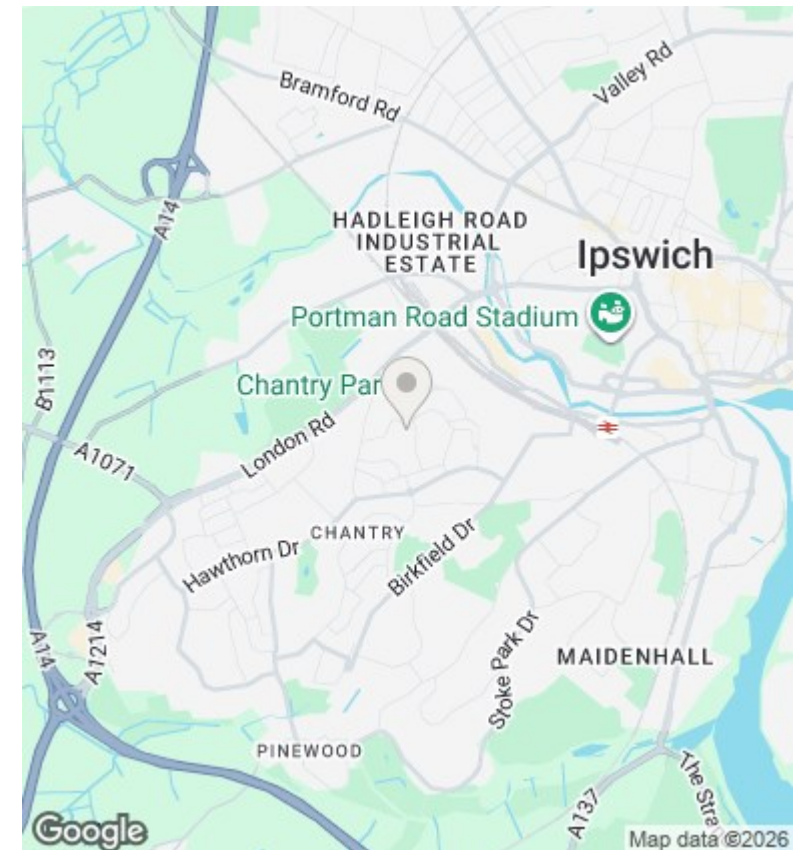 Bramford Rd
Valley Rd
A14
HADLEIGH ROAD
INDUSTRIAL
ESTATE
Ipswich
Portman Road Stadium
B1113
Chantry Par
London Rd
A1071
CHANTRY
Hawthorn Dr
Birkfield Dr
A14
A1214
Stoke Park Dr
MAIDENHALL
PINEWOOD
A137
The Stran
Google
Map data ©2026